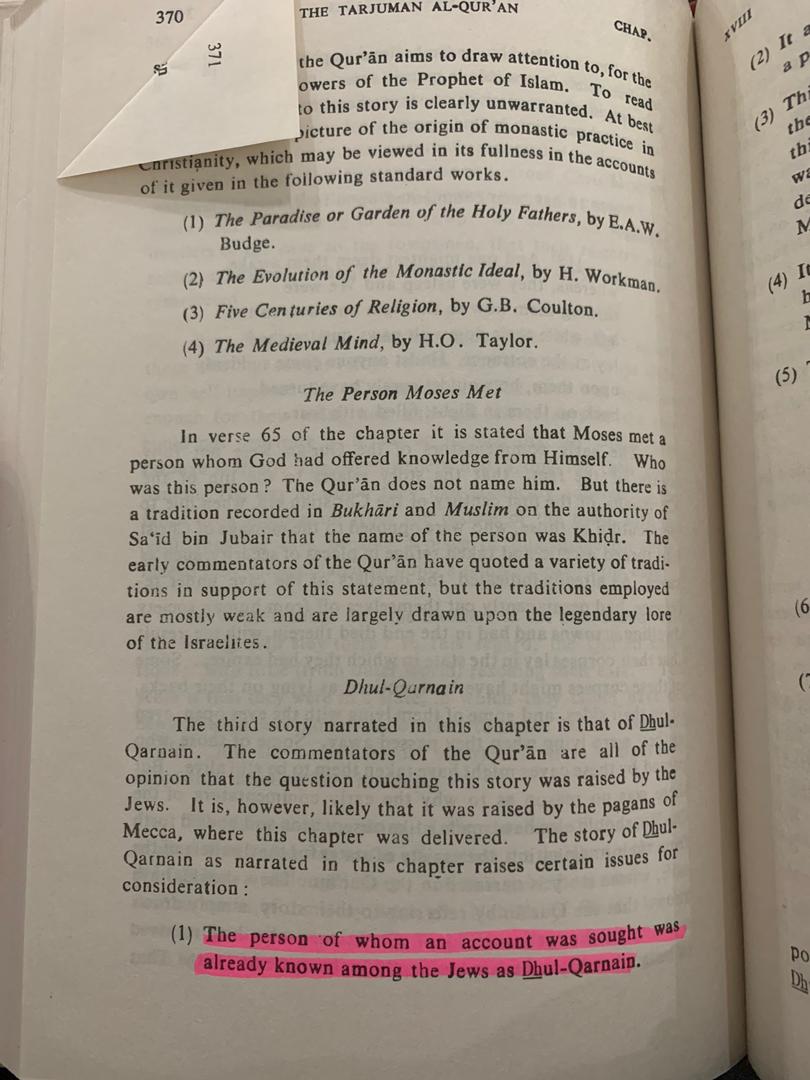 370
THE TARJUMAN AL-QUR'ĀN
CHAP.
371
the Qur'ān aims to draw attention to, for the
owers of the Prophet of Islam. To read
to this story is clearly unwarranted. At best
picture of the origin of monastic practice in
Christianity, which may be viewed in its fullness in the accounts
of it given in the following standard works.
(1) The Paradise or Garden of the Holy Fathers, by E.A.W.
Budge.
(2) The Evolution of the Monastic Ideal, by H. Workman.
(3) Five Centuries of Religion, by G.B. Coulton.
(4) The Medieval Mind, by H.O. Taylor.
The Person Moses Met
In verse 65 of the chapter it is stated that Moses met a
person whom God had offered knowledge from Himself. Who
was this person? The Qur'ān does not name him. But there is
a tradition recorded in Bukhāri and Muslim on the authority of
Sa‘īd bin Jubair that the name of the person was Khiḍr. The
early commentators of the Qur'ān have quoted a variety of tradi-
tions in support of this statement, but the traditions employed
are mostly weak and are largely drawn upon the legendary lore
of the Israelites.
Dhul-Qarnain
The third story narrated in this chapter is that of Dhul-
Qarnain. The commentators of the Qur'ān are all of the
opinion that the question touching this story was raised by the
Jews. It is, however, likely that it was raised by the pagans of
Mecca, where this chapter was delivered. The story of Dhul-
Qarnain as narrated in this chapter raises certain issues for
consideration :
(1) The person of whom an account was sought was
already known among the Jews as Dhul-Qarnain.
XVIII
(2) It
(3)
(4)
(5)
(6